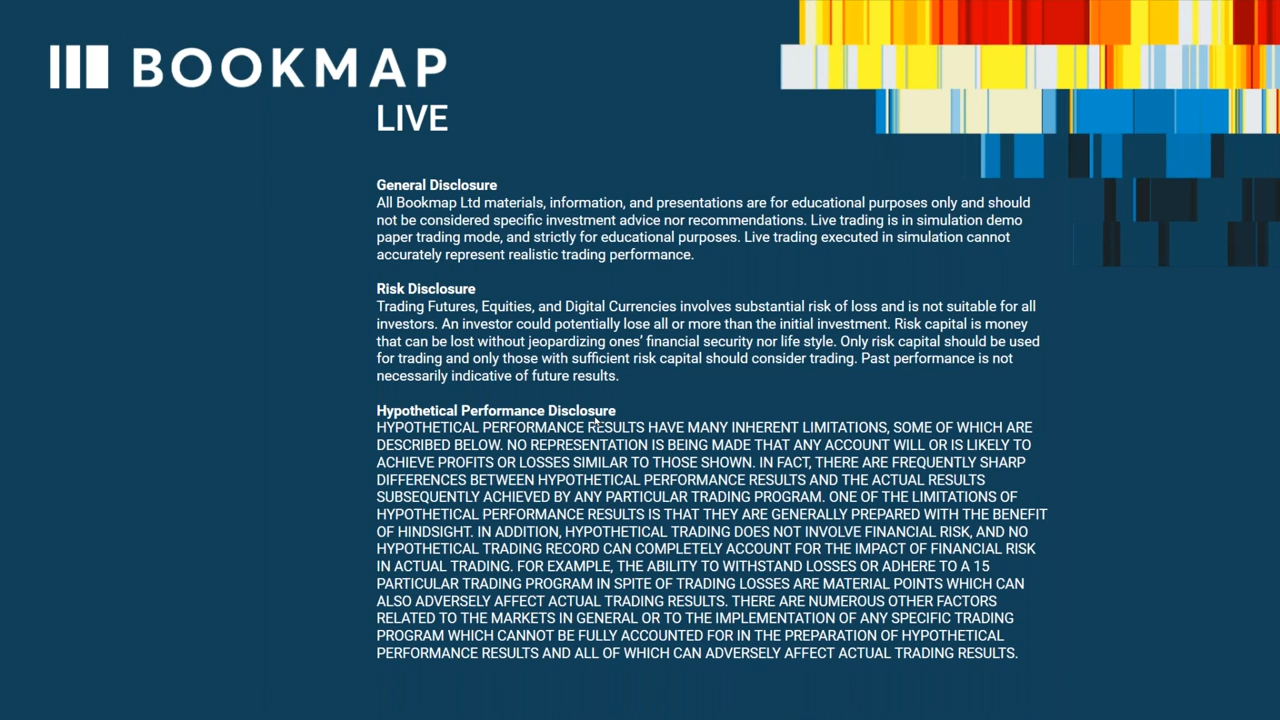 BOOKMAP
LIVE
General Disclosure
All Bookmap Ltd materials, information, and presentations are for educational purposes only and should
not be considered specific investment advice nor recommendations. Live trading is in simulation demo
paper trading mode, and strictly for educational purposes. Live trading executed in simulation cannot
accurately represent realistic trading performance.
Risk Disclosure
Trading Futures, Equities, and Digital Currencies involves substantial risk of loss and is not suitable for all
investors. An investor could potentially lose all or more than the initial investment. Risk capital is money
that can be lost without jeopardizing ones’ financial security nor life style. Only risk capital should be used
for trading and only those with sufficient risk capital should consider trading. Past performance is not
necessarily indicative of future results.
Hypothetical Performance Disclosure
HYPOTHETICAL PERFORMANCE RESULTS HAVE MANY INHERENT LIMITATIONS, SOME OF WHICH ARE
DESCRIBED BELOW. NO REPRESENTATION IS BEING MADE THAT ANY ACCOUNT WILL OR IS LIKELY TO
ACHIEVE PROFITS OR LOSSES SIMILAR TO THOSE SHOWN. IN FACT, THERE ARE FREQUENTLY SHARP
DIFFERENCES BETWEEN HYPOTHETICAL PERFORMANCE RESULTS AND THE ACTUAL RESULTS
SUBSEQUENTLY ACHIEVED BY ANY PARTICULAR TRADING PROGRAM. ONE OF THE LIMITATIONS OF
HYPOTHETICAL PERFORMANCE RESULTS IS THAT THEY ARE GENERALLY PREPARED WITH THE BENEFIT
OF HINDSIGHT. IN ADDITION, HYPOTHETICAL TRADING DOES NOT INVOLVE FINANCIAL RISK, AND NO
HYPOTHETICAL TRADING RECORD CAN COMPLETELY ACCOUNT FOR THE IMPACT OF FINANCIAL RISK
IN ACTUAL TRADING. FOR EXAMPLE, THE ABILITY TO WITHSTAND LOSSES OR ADHERE TO A 15
PARTICULAR TRADING PROGRAM IN SPITE OF TRADING LOSSES ARE MATERIAL POINTS WHICH CAN
ALSO ADVERSELY AFFECT ACTUAL TRADING RESULTS. THERE ARE NUMEROUS OTHER FACTORS
RELATED TO THE MARKETS IN GENERAL OR TO THE IMPLEMENTATION OF ANY SPECIFIC TRADING
PROGRAM WHICH CANNOT BE FULLY ACCOUNTED FOR IN THE PREPARATION OF HYPOTHETICAL
PERFORMANCE RESULTS AND ALL OF WHICH CAN ADVERSELY AFFECT ACTUAL TRADING RESULTS.